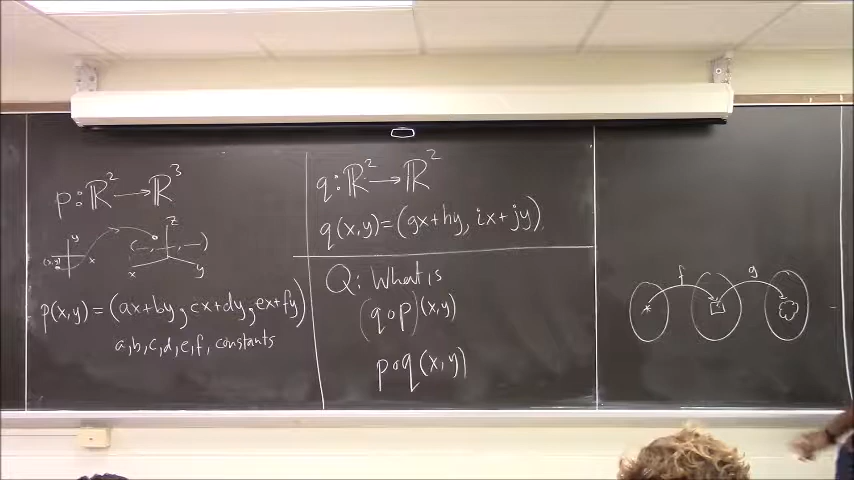 p: ℝ² → ℝ³
z
y
(x,y)
x
(—, —, —)
x
y
p(x,y) = (ax+by, cx+dy, ex+fy)
a,b,c,d,e,f, constants
q: ℝ² → ℝ²
q(x,y) = (gx+hy, ix+jy).
Q: What is
(q∘p)(x,y)
p∘q(x,y)
f
g